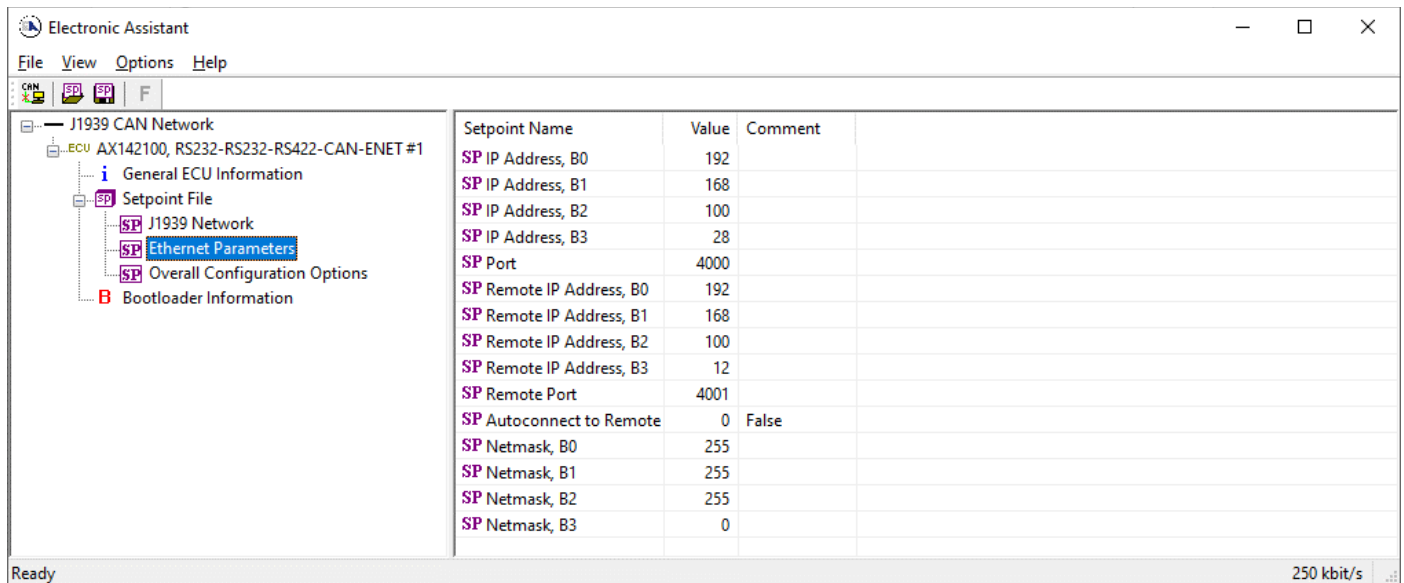 Electronic Assistant
File View Options Help
CAN SP SP F
J1939 CAN Network
ECU AX142100, RS232-RS232-RS422-CAN-ENET #1
i General ECU Information
SP Setpoint File
SP J1939 Network
SP Ethernet Parameters
SP Overall Configuration Options
B Bootloader Information
Setpoint Name Value Comment
SP IP Address, B0 192
SP IP Address, B1 168
SP IP Address, B2 100
SP IP Address, B3 28
SP Port 4000
SP Remote IP Address, B0 192
SP Remote IP Address, B1 168
SP Remote IP Address, B2 100
SP Remote IP Address, B3 12
SP Remote Port 4001
SP Autoconnect to Remote 0 False
SP Netmask, B0 255
SP Netmask, B1 255
SP Netmask, B2 255
SP Netmask, B3 0
Ready 250 kbit/s